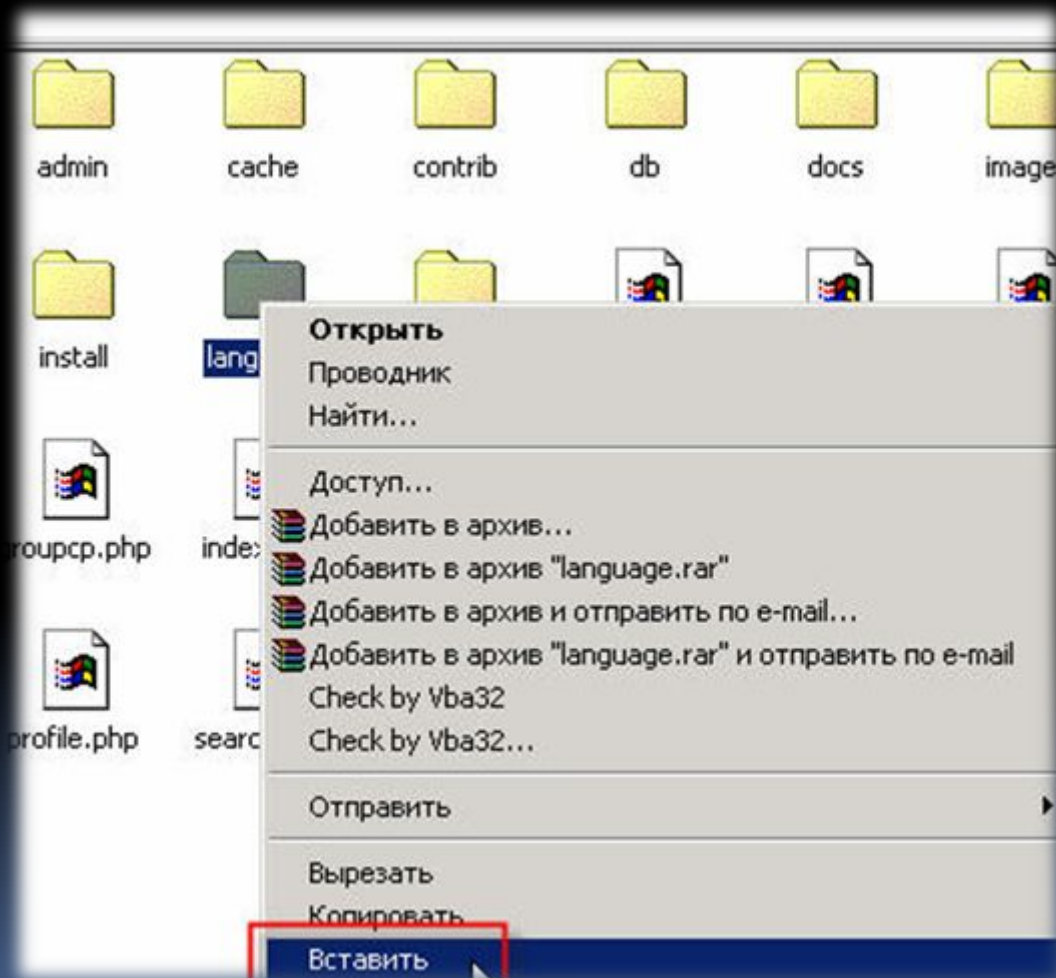 admin cache contrib db docs image
install lang
Открыть
Проводник
Найти...
Доступ...
Добавить в архив...
Добавить в архив "language.rar"
Добавить в архив и отправить по e-mail...
Добавить в архив "language.rar" и отправить по e-mail
Check by Vba32
Check by Vba32...
Отправить
Вырезать
Копировать
Вставить
roupcp.php index
profile.php searc